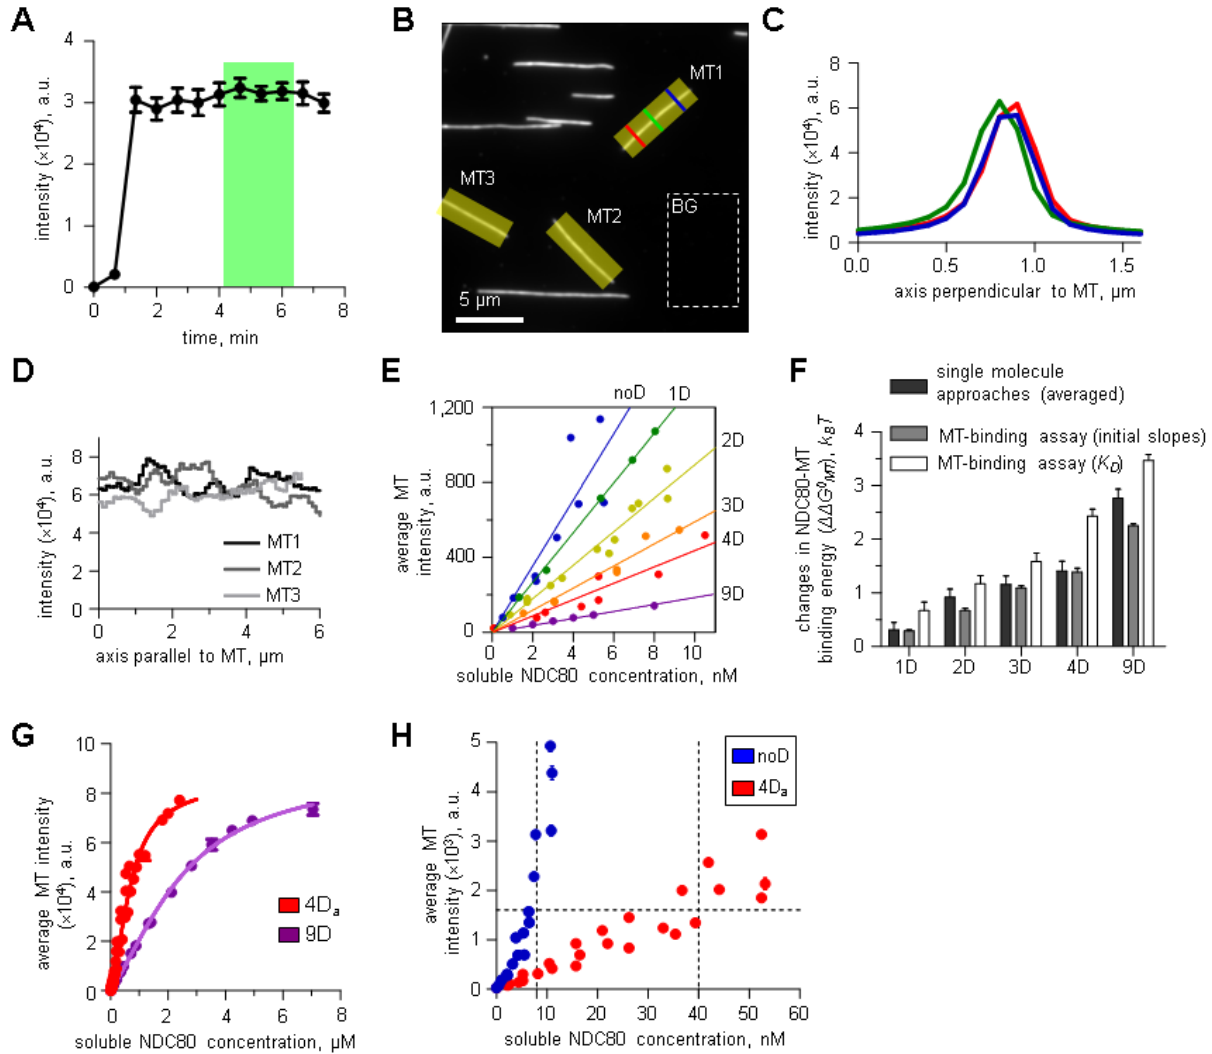 A
intensity (×10⁴), a.u.
4
3
2
1
0
0
2
4
6
8
time, min
B
MT1
MT3
MT2
BG
5 µm
C
intensity (×10⁴), a.u.
8
6
4
2
0
0.0
0.5
1.0
1.5
axis perpendicular to MT, µm
D
intensity (×10⁴), a.u.
8
6
4
2
0
MT1
MT2
MT3
0
2
4
6
axis parallel to MT, µm
E
average MT
intensity, a.u.
1,200
800
400
0
noD
1D
2D
3D
4D
9D
0
2
4
6
8
10
soluble NDC80 concentration, nM
F
single molecule
approaches (averaged)
MT-binding assay (initial slopes)
MT-binding assay (K_D)
changes in NDC80-MT
binding energy (ΔΔG⁰_MT), k_BT
4
3
2
1
0
1D
2D
3D
4D
9D
G
average MT intensity
(×10⁴), a.u.
10
8
6
4
2
0
4Dₐ
9D
0
2
4
6
8
soluble NDC80 concentration, µM
H
average MT
intensity (×10³), a.u.
5
4
3
2
1
0
noD
4Dₐ
0
10
20
30
40
50
60
soluble NDC80 concentration, nM